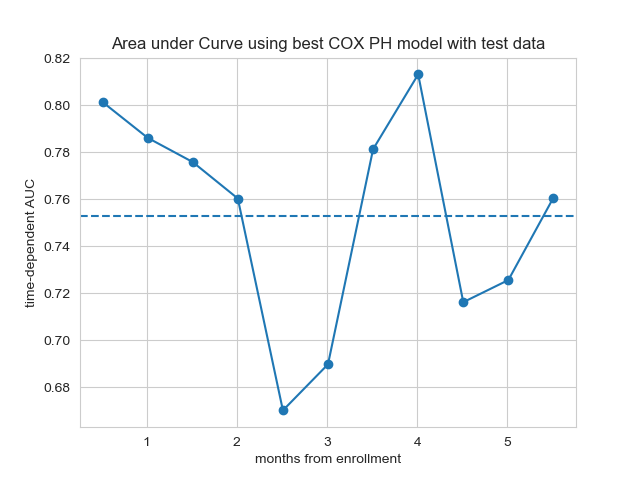 Area under Curve using best COX PH model with test data
0.82
0.80
0.78
0.76
0.74
0.72
0.70
0.68
time-dependent AUC
1 2 3 4 5
months from enrollment